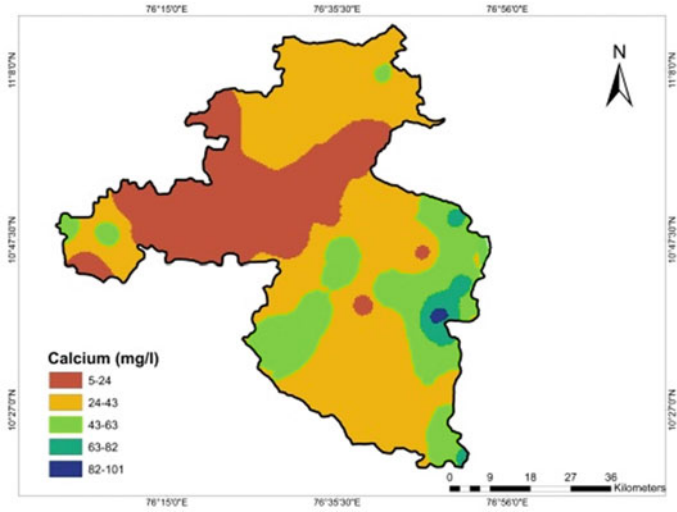 76°15'0"E 76°35'30"E 76°56'0"E
N
11°8'0"N 11°8'0"N
10°47'30"N 10°47'30"N
10°27'0"N 10°27'0"N
Calcium (mg/l)
5-24
24-43
43-63
63-82
82-101
0 9 18 27 36
Kilometers
76°15'0"E 76°35'30"E 76°56'0"E